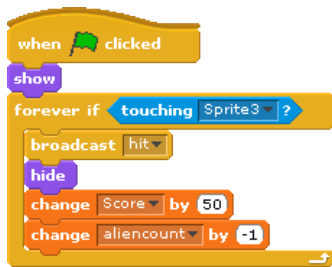 when clicked
show
forever if touching Sprite3 ?
broadcast hit
hide
change Score by 50
change aliencount by -1